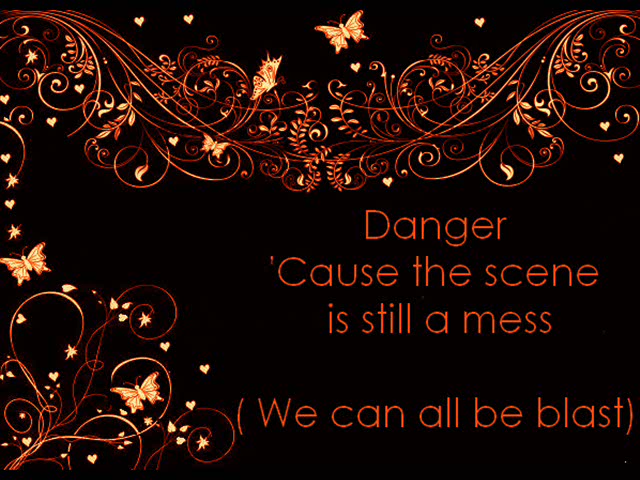 Danger
'Cause the scene
is still a mess
( We can all be blast)